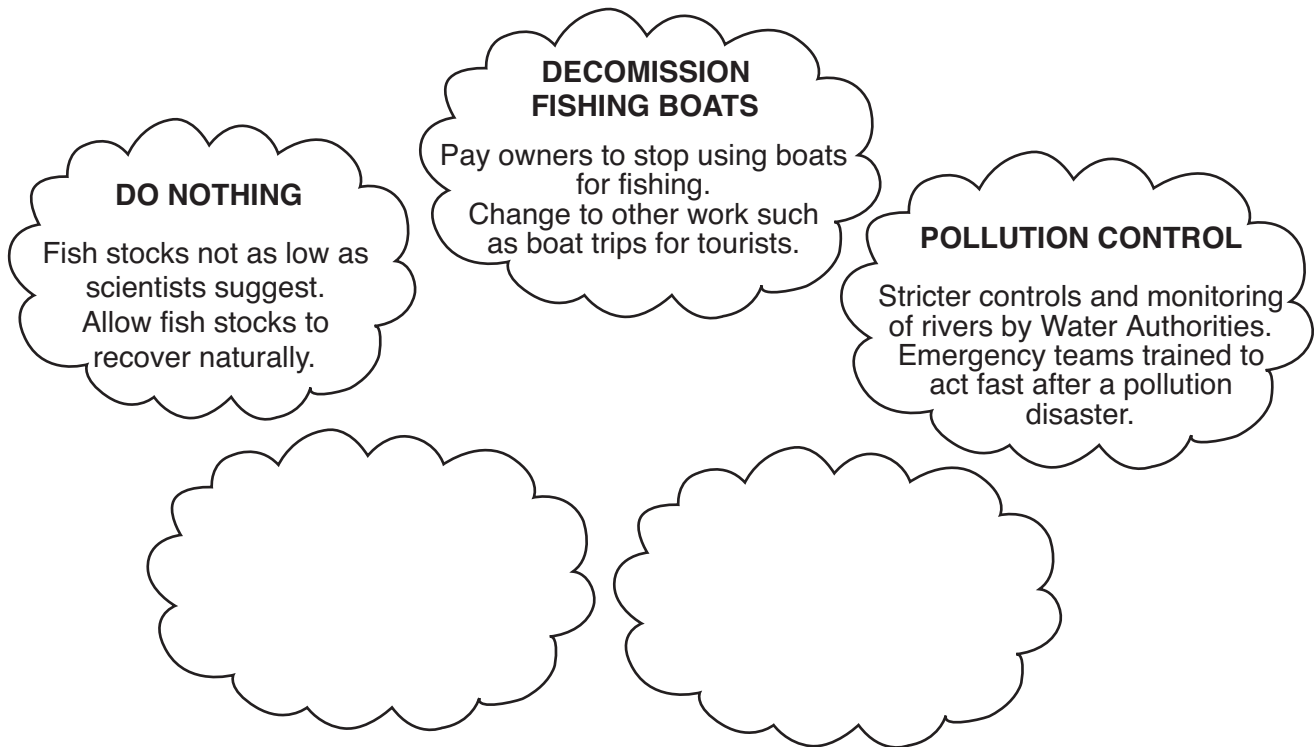 DO NOTHING
Fish stocks not as low as
scientists suggest.
Allow fish stocks to
recover naturally.
DECOMISSION
FISHING BOATS
Pay owners to stop using boats
for fishing.
Change to other work such
as boat trips for tourists.
POLLUTION CONTROL
Stricter controls and monitoring
of rivers by Water Authorities.
Emergency teams trained to
act fast after a pollution
disaster.